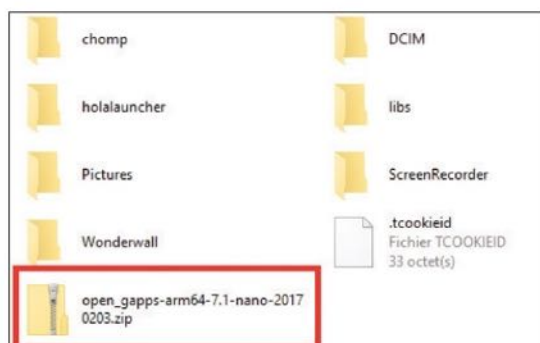 chomp
DCIM
holalauncher
libs
Pictures
ScreenRecorder
Wonderwall
.tcookieid
Fichier TCOOKIEID
33 octet(s)
open_gapps-arm64-7.1-nano-2017
0203.zip